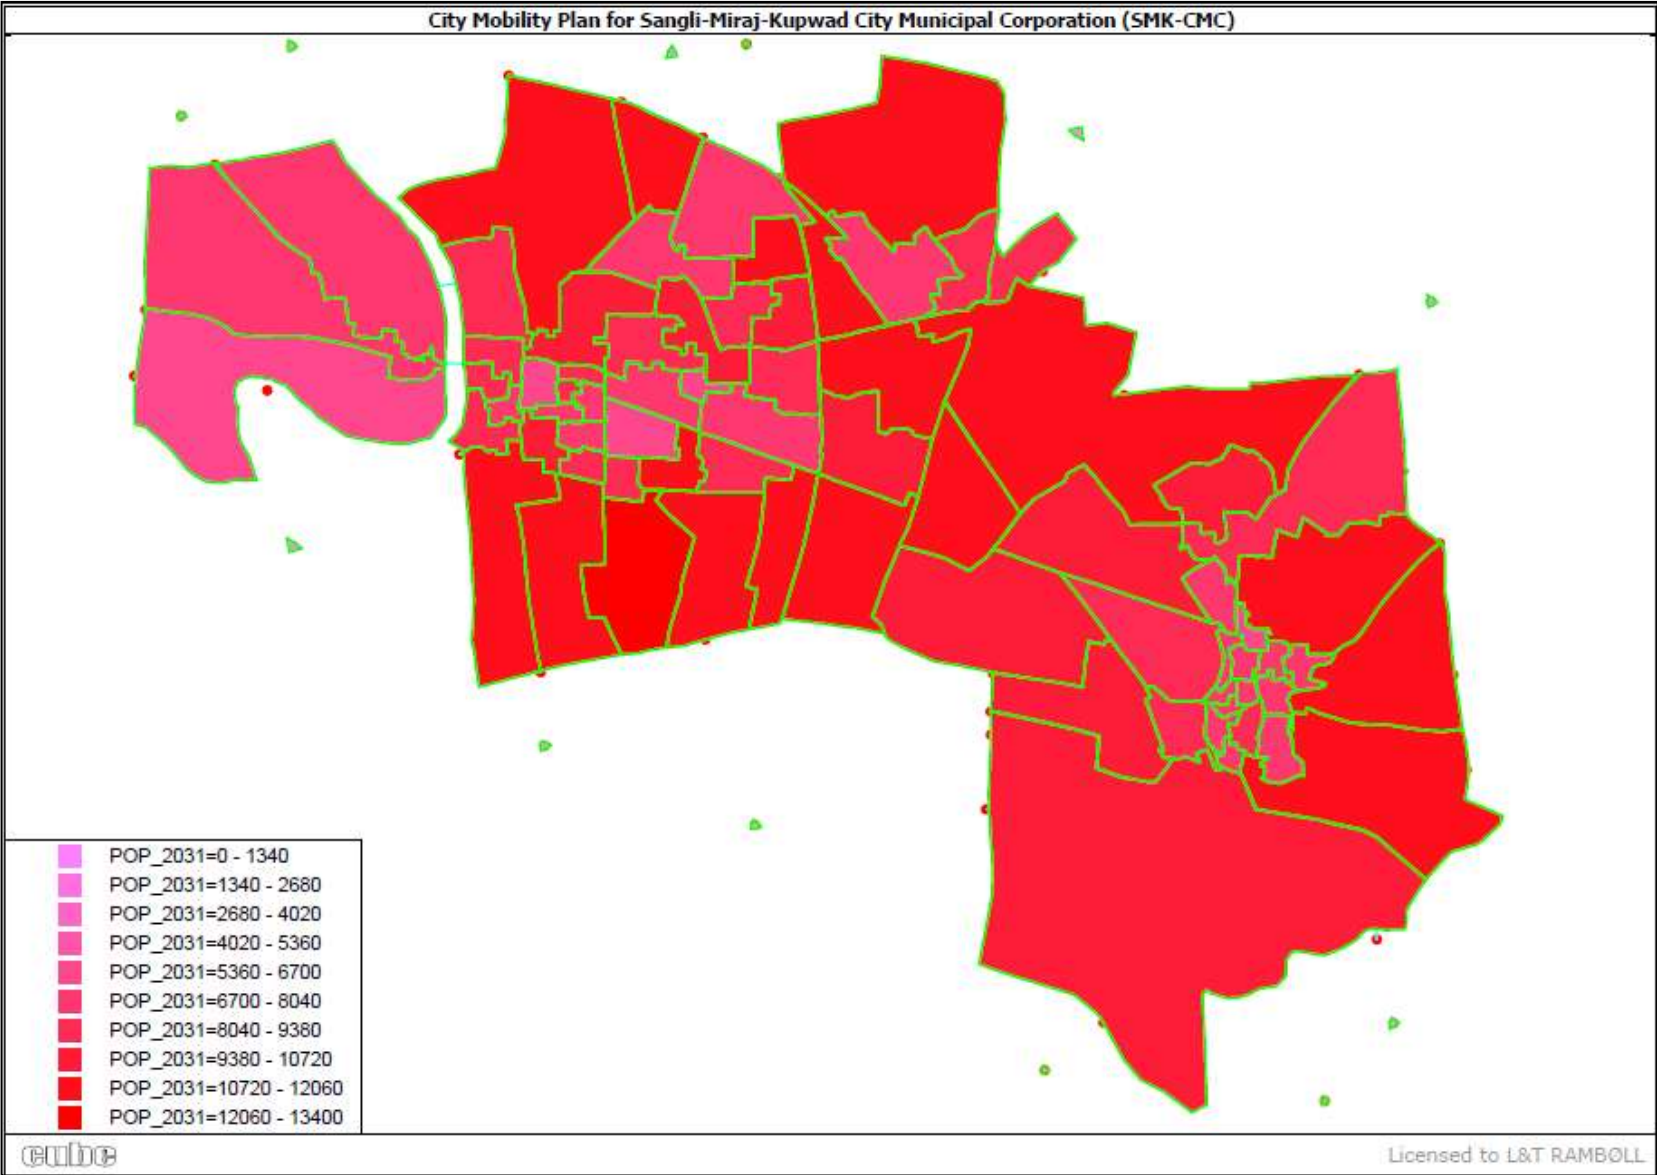 City Mobility Plan for Sangli-Miraj-Kupwad City Municipal Corporation (SMK-CMC)
POP_2031=0 - 1340
POP_2031=1340 - 2680
POP_2031=2680 - 4020
POP_2031=4020 - 5360
POP_2031=5360 - 6700
POP_2031=6700 - 8040
POP_2031=8040 - 9380
POP_2031=9380 - 10720
POP_2031=10720 - 12060
POP_2031=12060 - 13400
cube
Licensed to L&T RAMBØLL